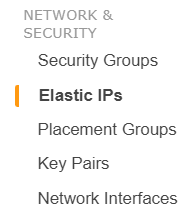 NETWORK &
SECURITY
Security Groups
Elastic IPs
Placement Groups
Key Pairs
Network Interfaces